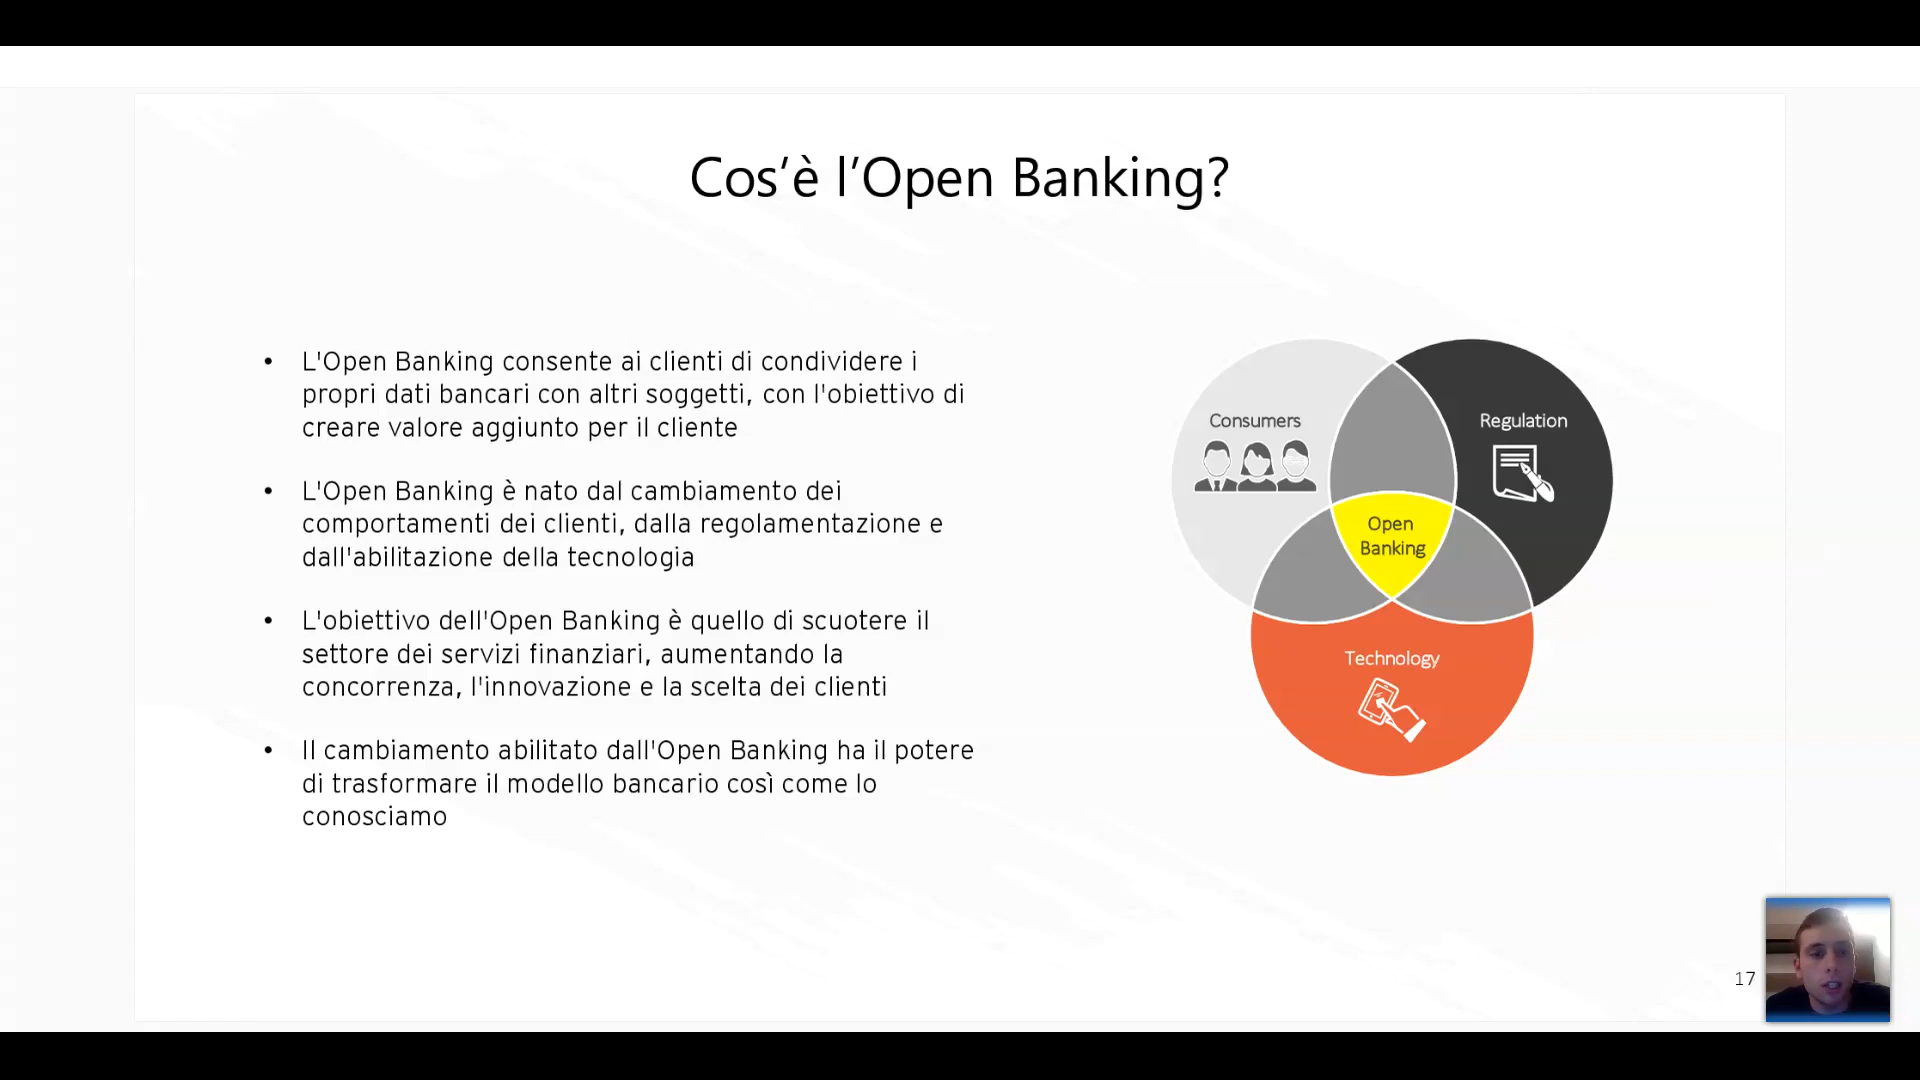 Cos‘è l’Open Banking?
• L'Open Banking consente ai clienti di condividere i
propri dati bancari con altri soggetti, con l'obiettivo di
creare valore aggiunto per il cliente
• L'Open Banking è nato dal cambiamento dei
comportamenti dei clienti, dalla regolamentazione e
dall'abilitazione della tecnologia
• L'obiettivo dell'Open Banking è quello di scuotere il
settore dei servizi finanziari, aumentando la
concorrenza, l'innovazione e la scelta dei clienti
• Il cambiamento abilitato dall'Open Banking ha il potere
di trasformare il modello bancario così come lo
conosciamo
Consumers
Regulation
Open
Banking
Technology
17